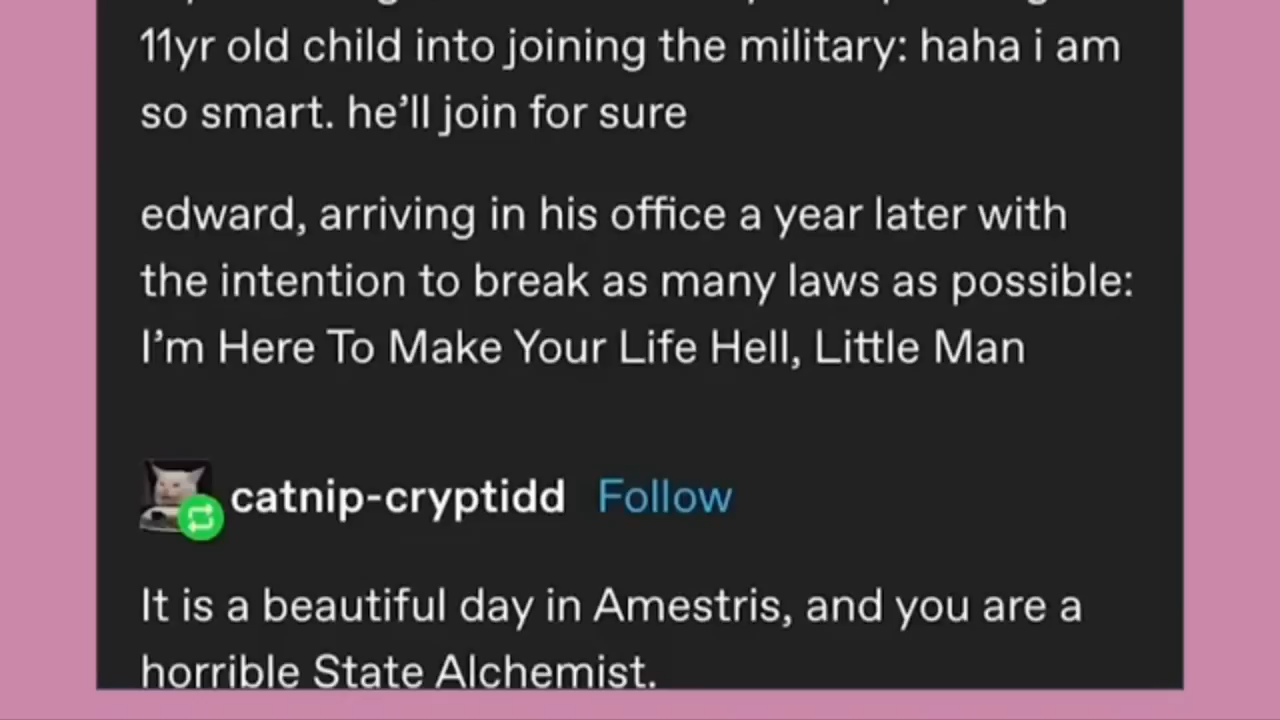 11yr old child into joining the military: haha i am
so smart. he’ll join for sure
edward, arriving in his office a year later with
the intention to break as many laws as possible:
I’m Here To Make Your Life Hell, Little Man
catnip-cryptidd Follow
It is a beautiful day in Amestris, and you are a
horrible State Alchemist.